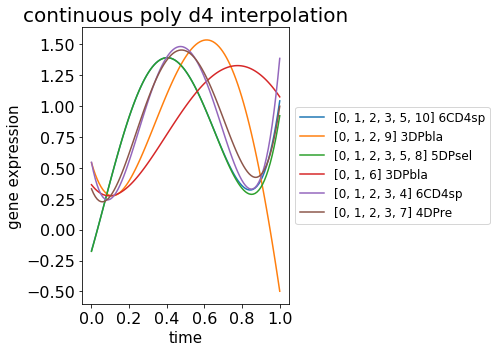 continuous poly d4 interpolation
gene expression
1.50
1.25
1.00
0.75
0.50
0.25
0.00
−0.25
−0.50
0.0 0.2 0.4 0.6 0.8 1.0
time
[0, 1, 2, 3, 5, 10] 6CD4sp
[0, 1, 2, 9] 3DPbla
[0, 1, 2, 3, 5, 8] 5DPsel
[0, 1, 6] 3DPbla
[0, 1, 2, 3, 4] 6CD4sp
[0, 1, 2, 3, 7] 4DPre